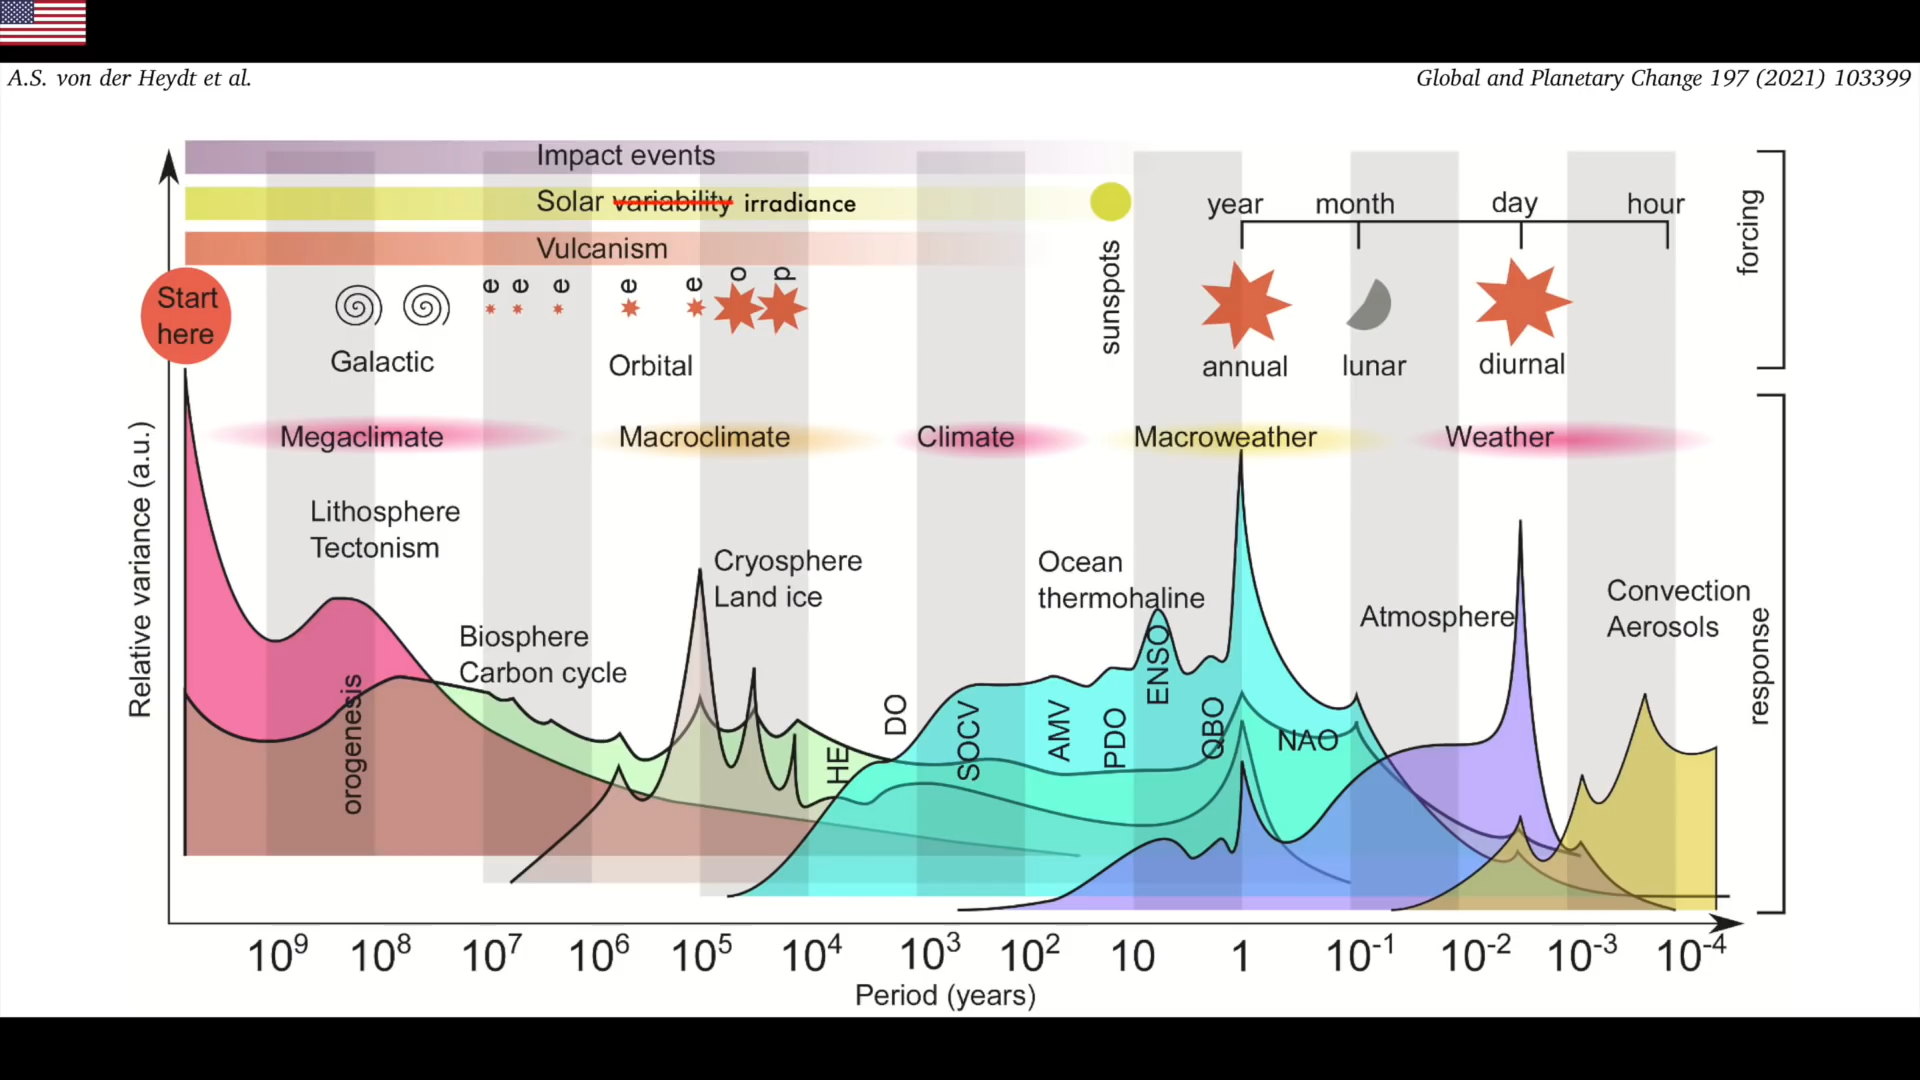 A.S. von der Heydt et al.
Global and Planetary Change 197 (2021) 103399
Impact events
Solar variability irradiance
Vulcanism
Start
here
e e e e e o p
Galactic
Orbital
sunspots
year month day hour
annual lunar diurnal
forcing
Megaclimate Macroclimate Climate Macroweather Weather
Relative variance (a.u.)
Lithosphere
Tectonism
Biosphere
Carbon cycle
Cryosphere
Land ice
Ocean
thermohaline
Atmosphere
Convection
Aerosols
response
orogenesis
HE
DO
SOCV
AMV
PDO
ENSO
QBO
NAO
10⁹ 10⁸ 10⁷ 10⁶ 10⁵ 10⁴ 10³ 10² 10 1 10⁻¹ 10⁻² 10⁻³ 10⁻⁴
Period (years)